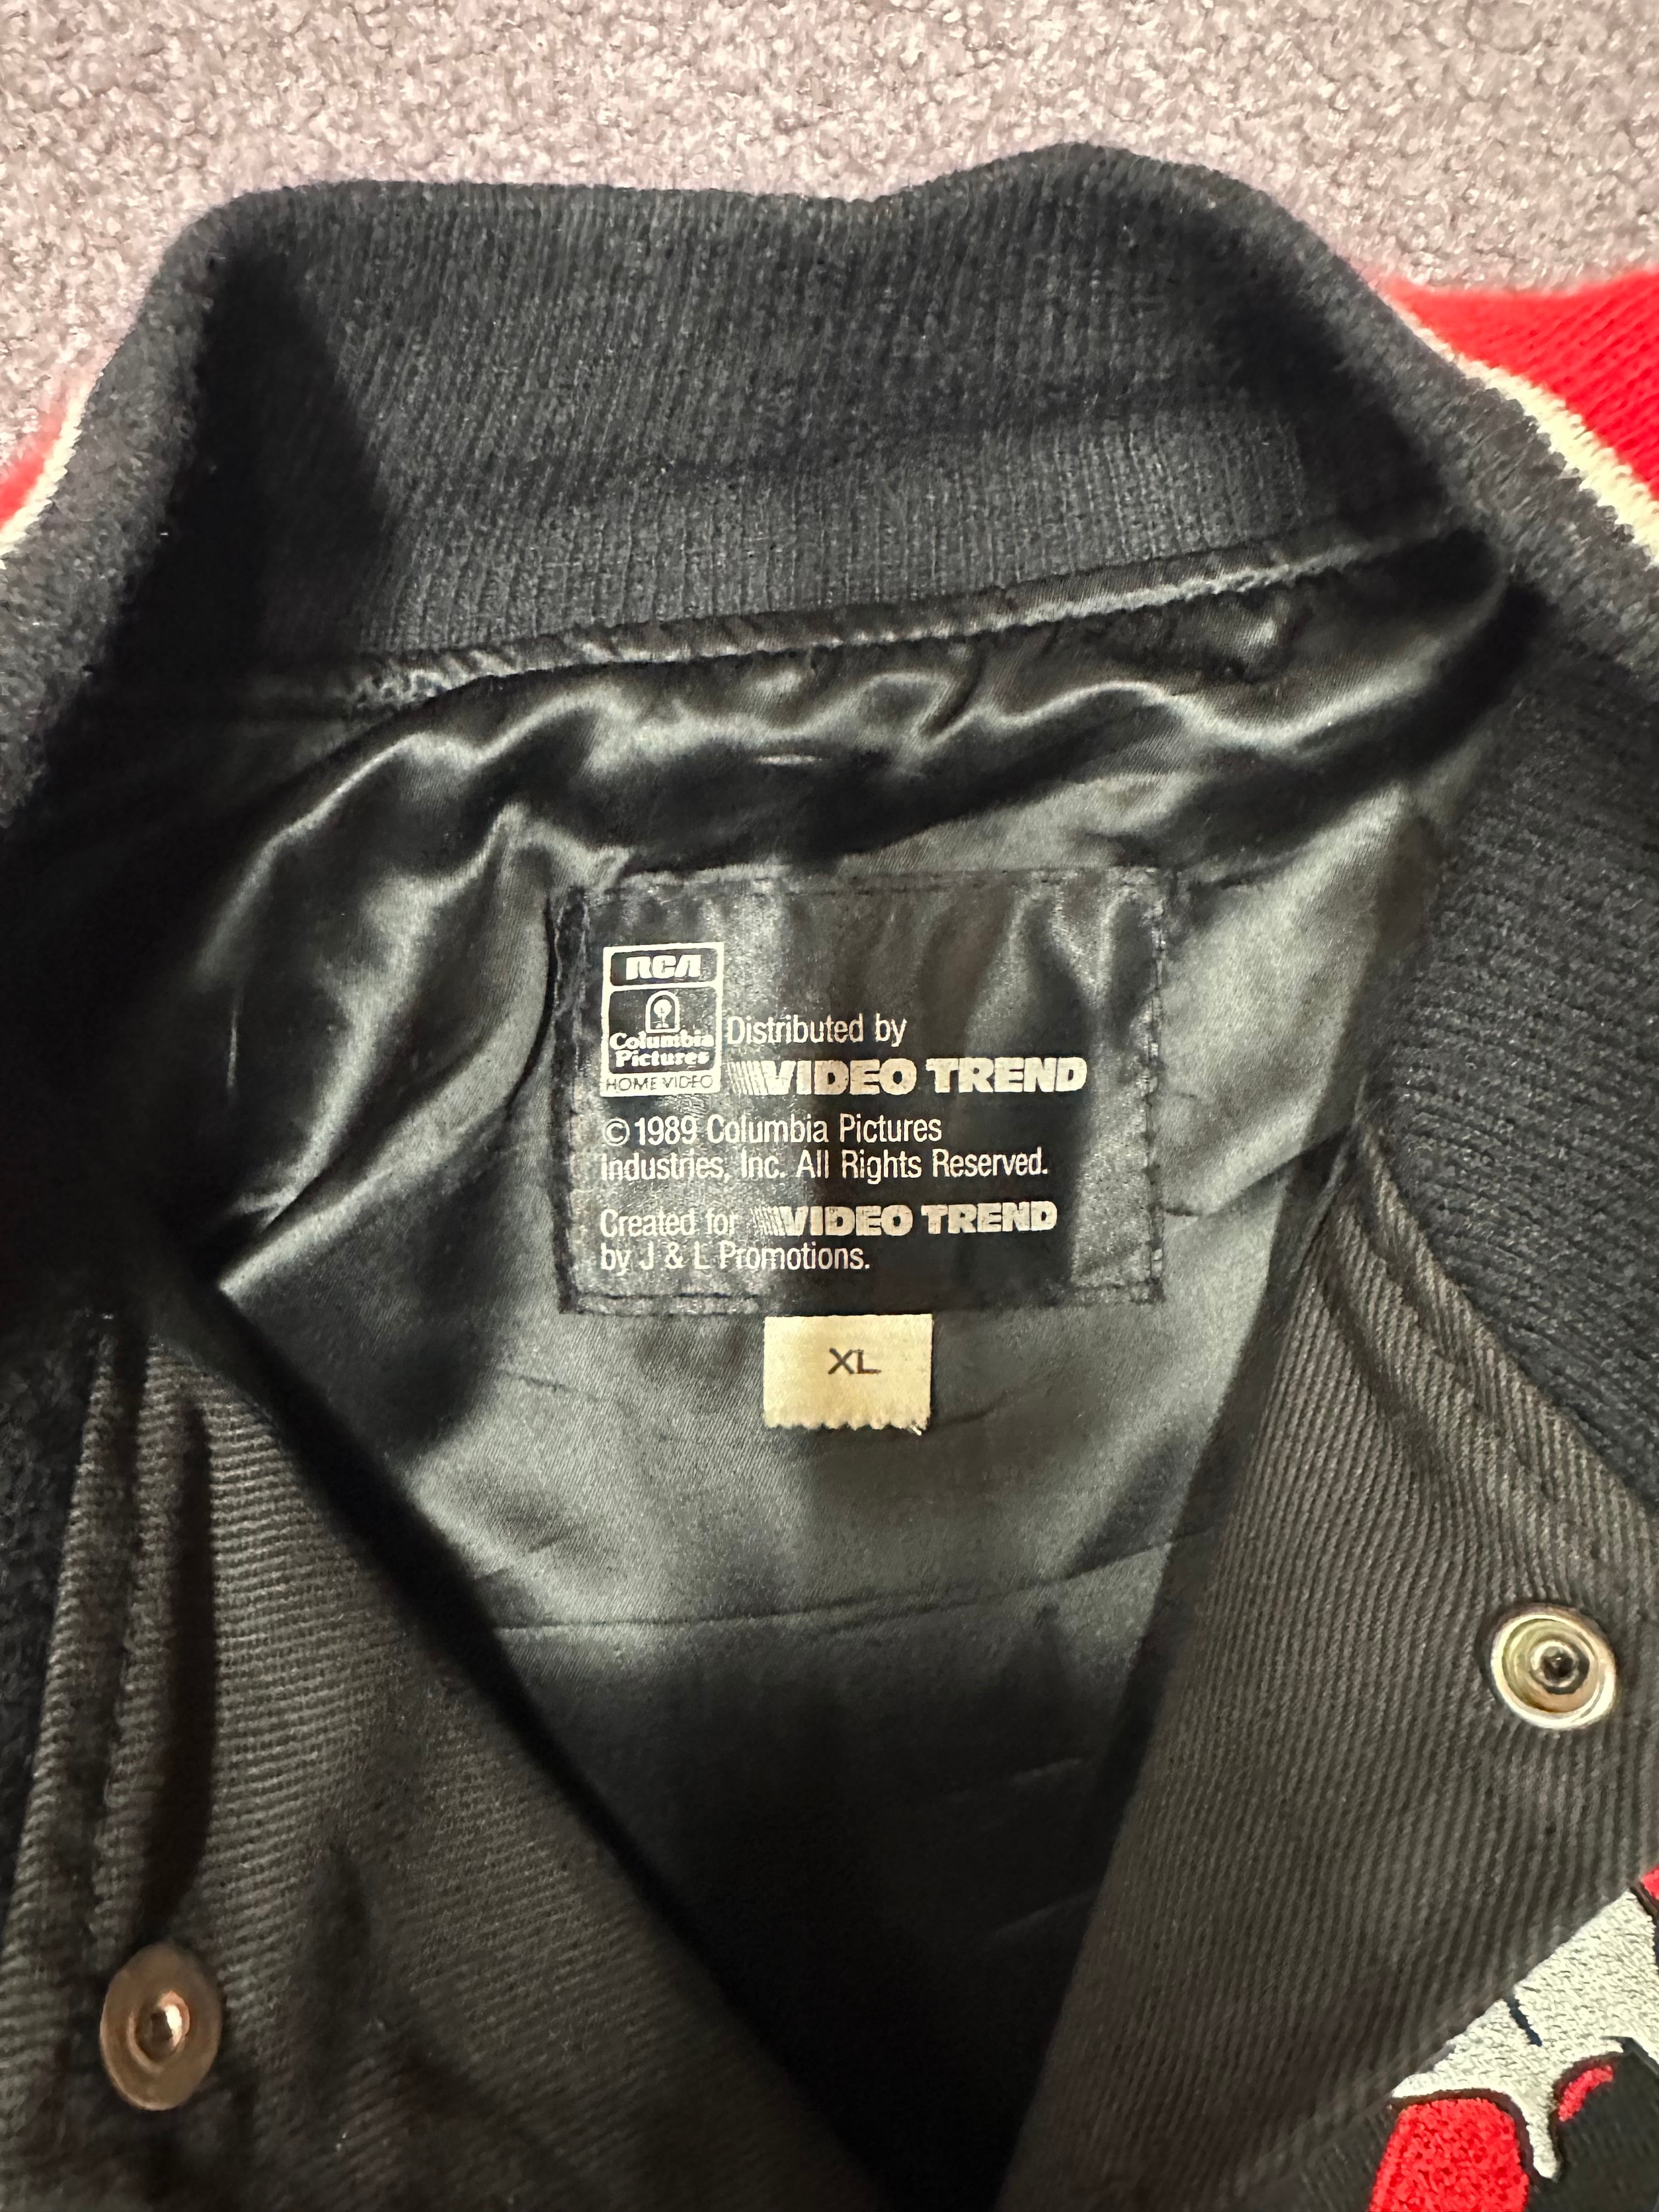 RCA
Columbia
Pictures
HOME VIDEO
Distributed by
VIDEO TREND
©1989 Columbia Pictures
Industries, Inc. All Rights Reserved.
Created for VIDEO TREND
by J & L Promotions.
XL